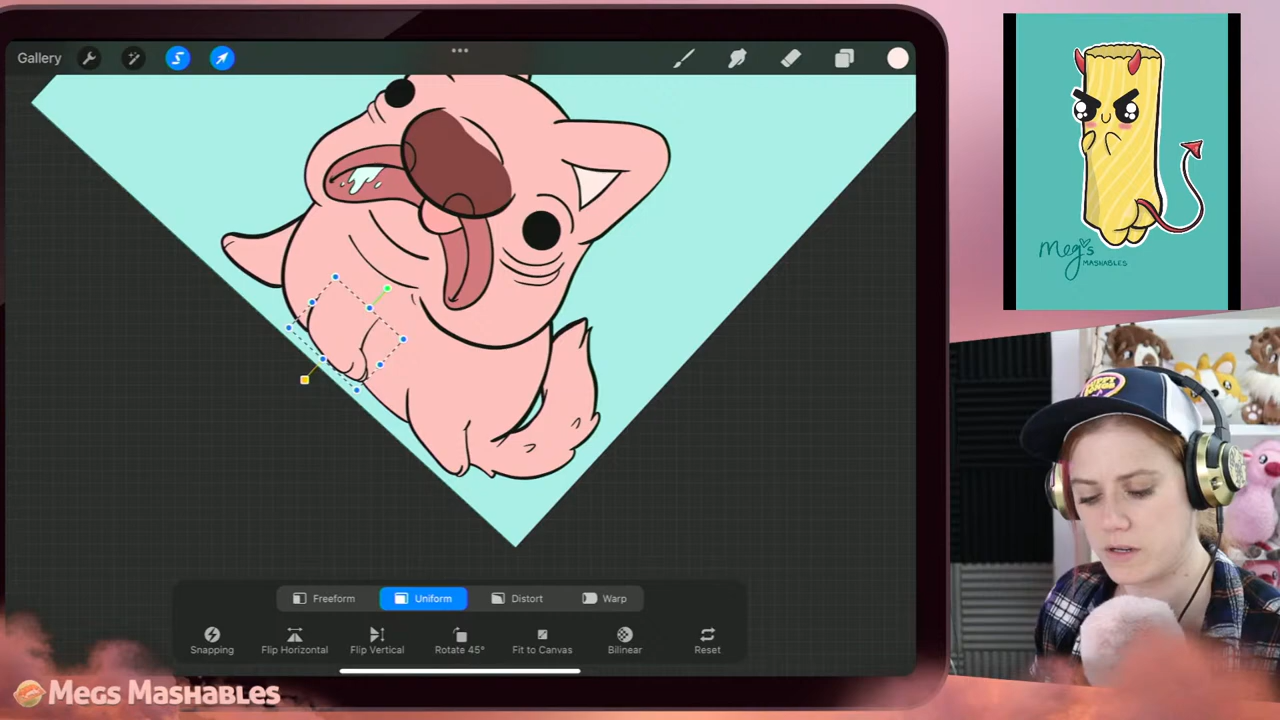 Gallery
Meg's
MASHABLES
Freeform
Uniform
Distort
Warp
Snapping
Flip Horizontal
Flip Vertical
Rotate 45°
Fit to Canvas
Bilinear
Reset
Megs Mashables